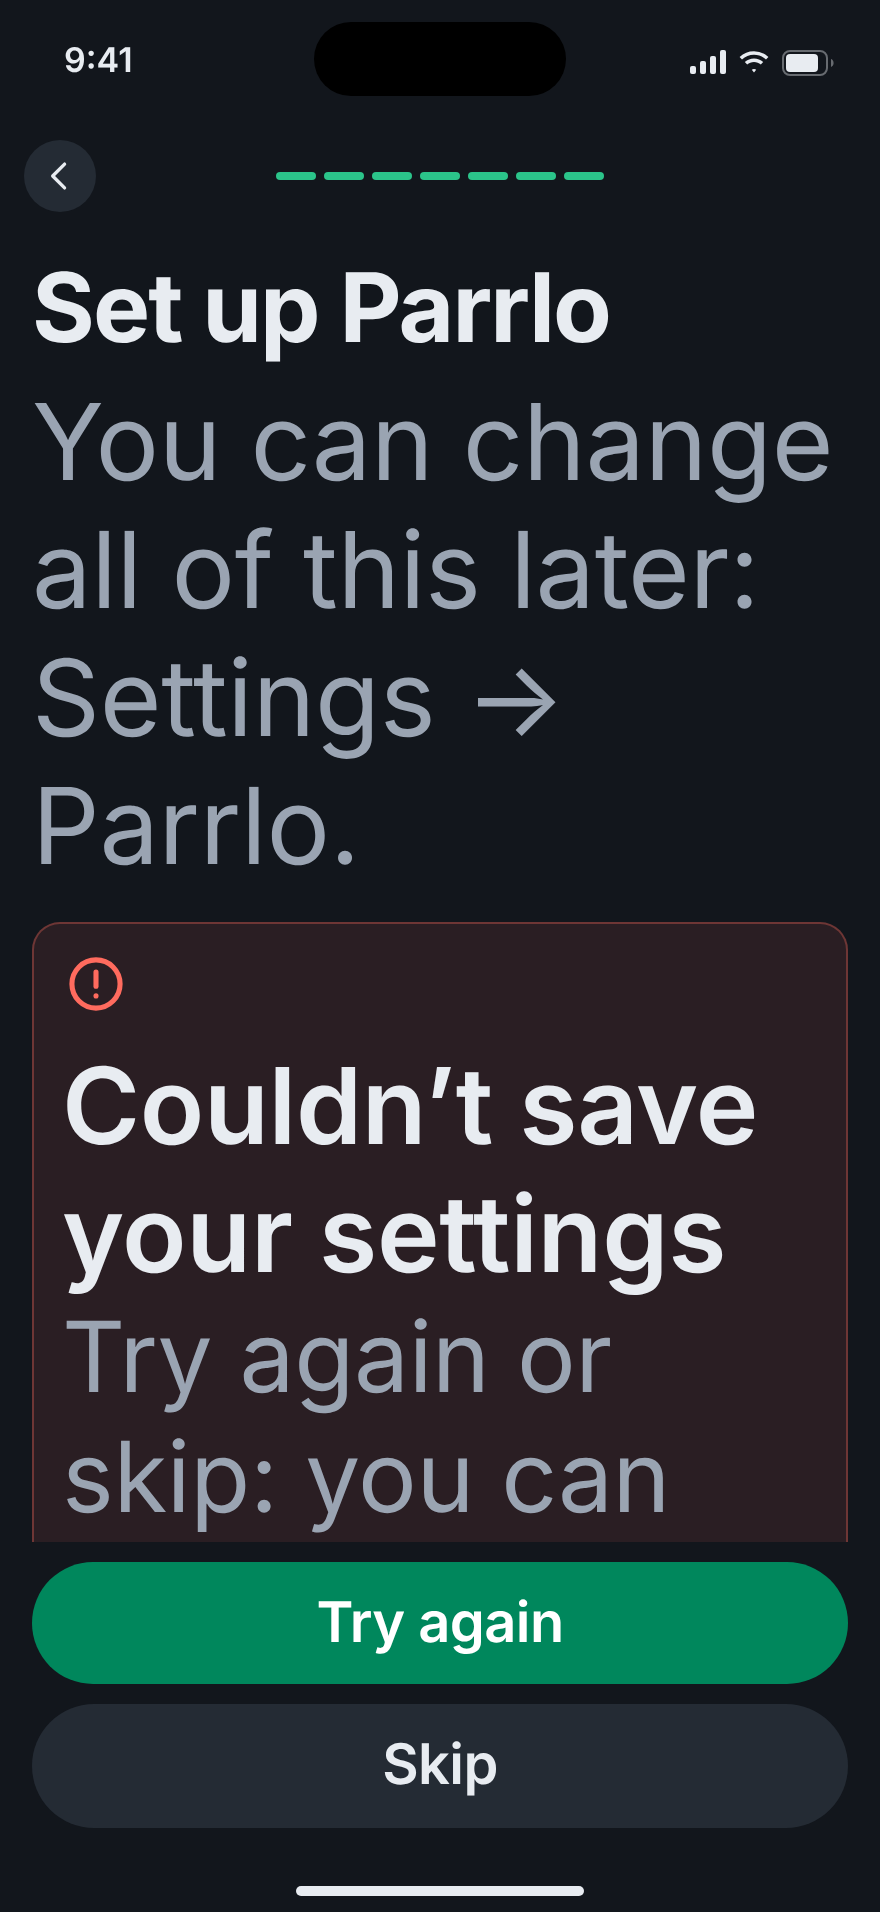 9:41
Set up Parrlo
You can change
all of this later:
Settings →
Parrlo.
Couldn’t save
your settings
Try again or
skip: you can
Try again
Skip